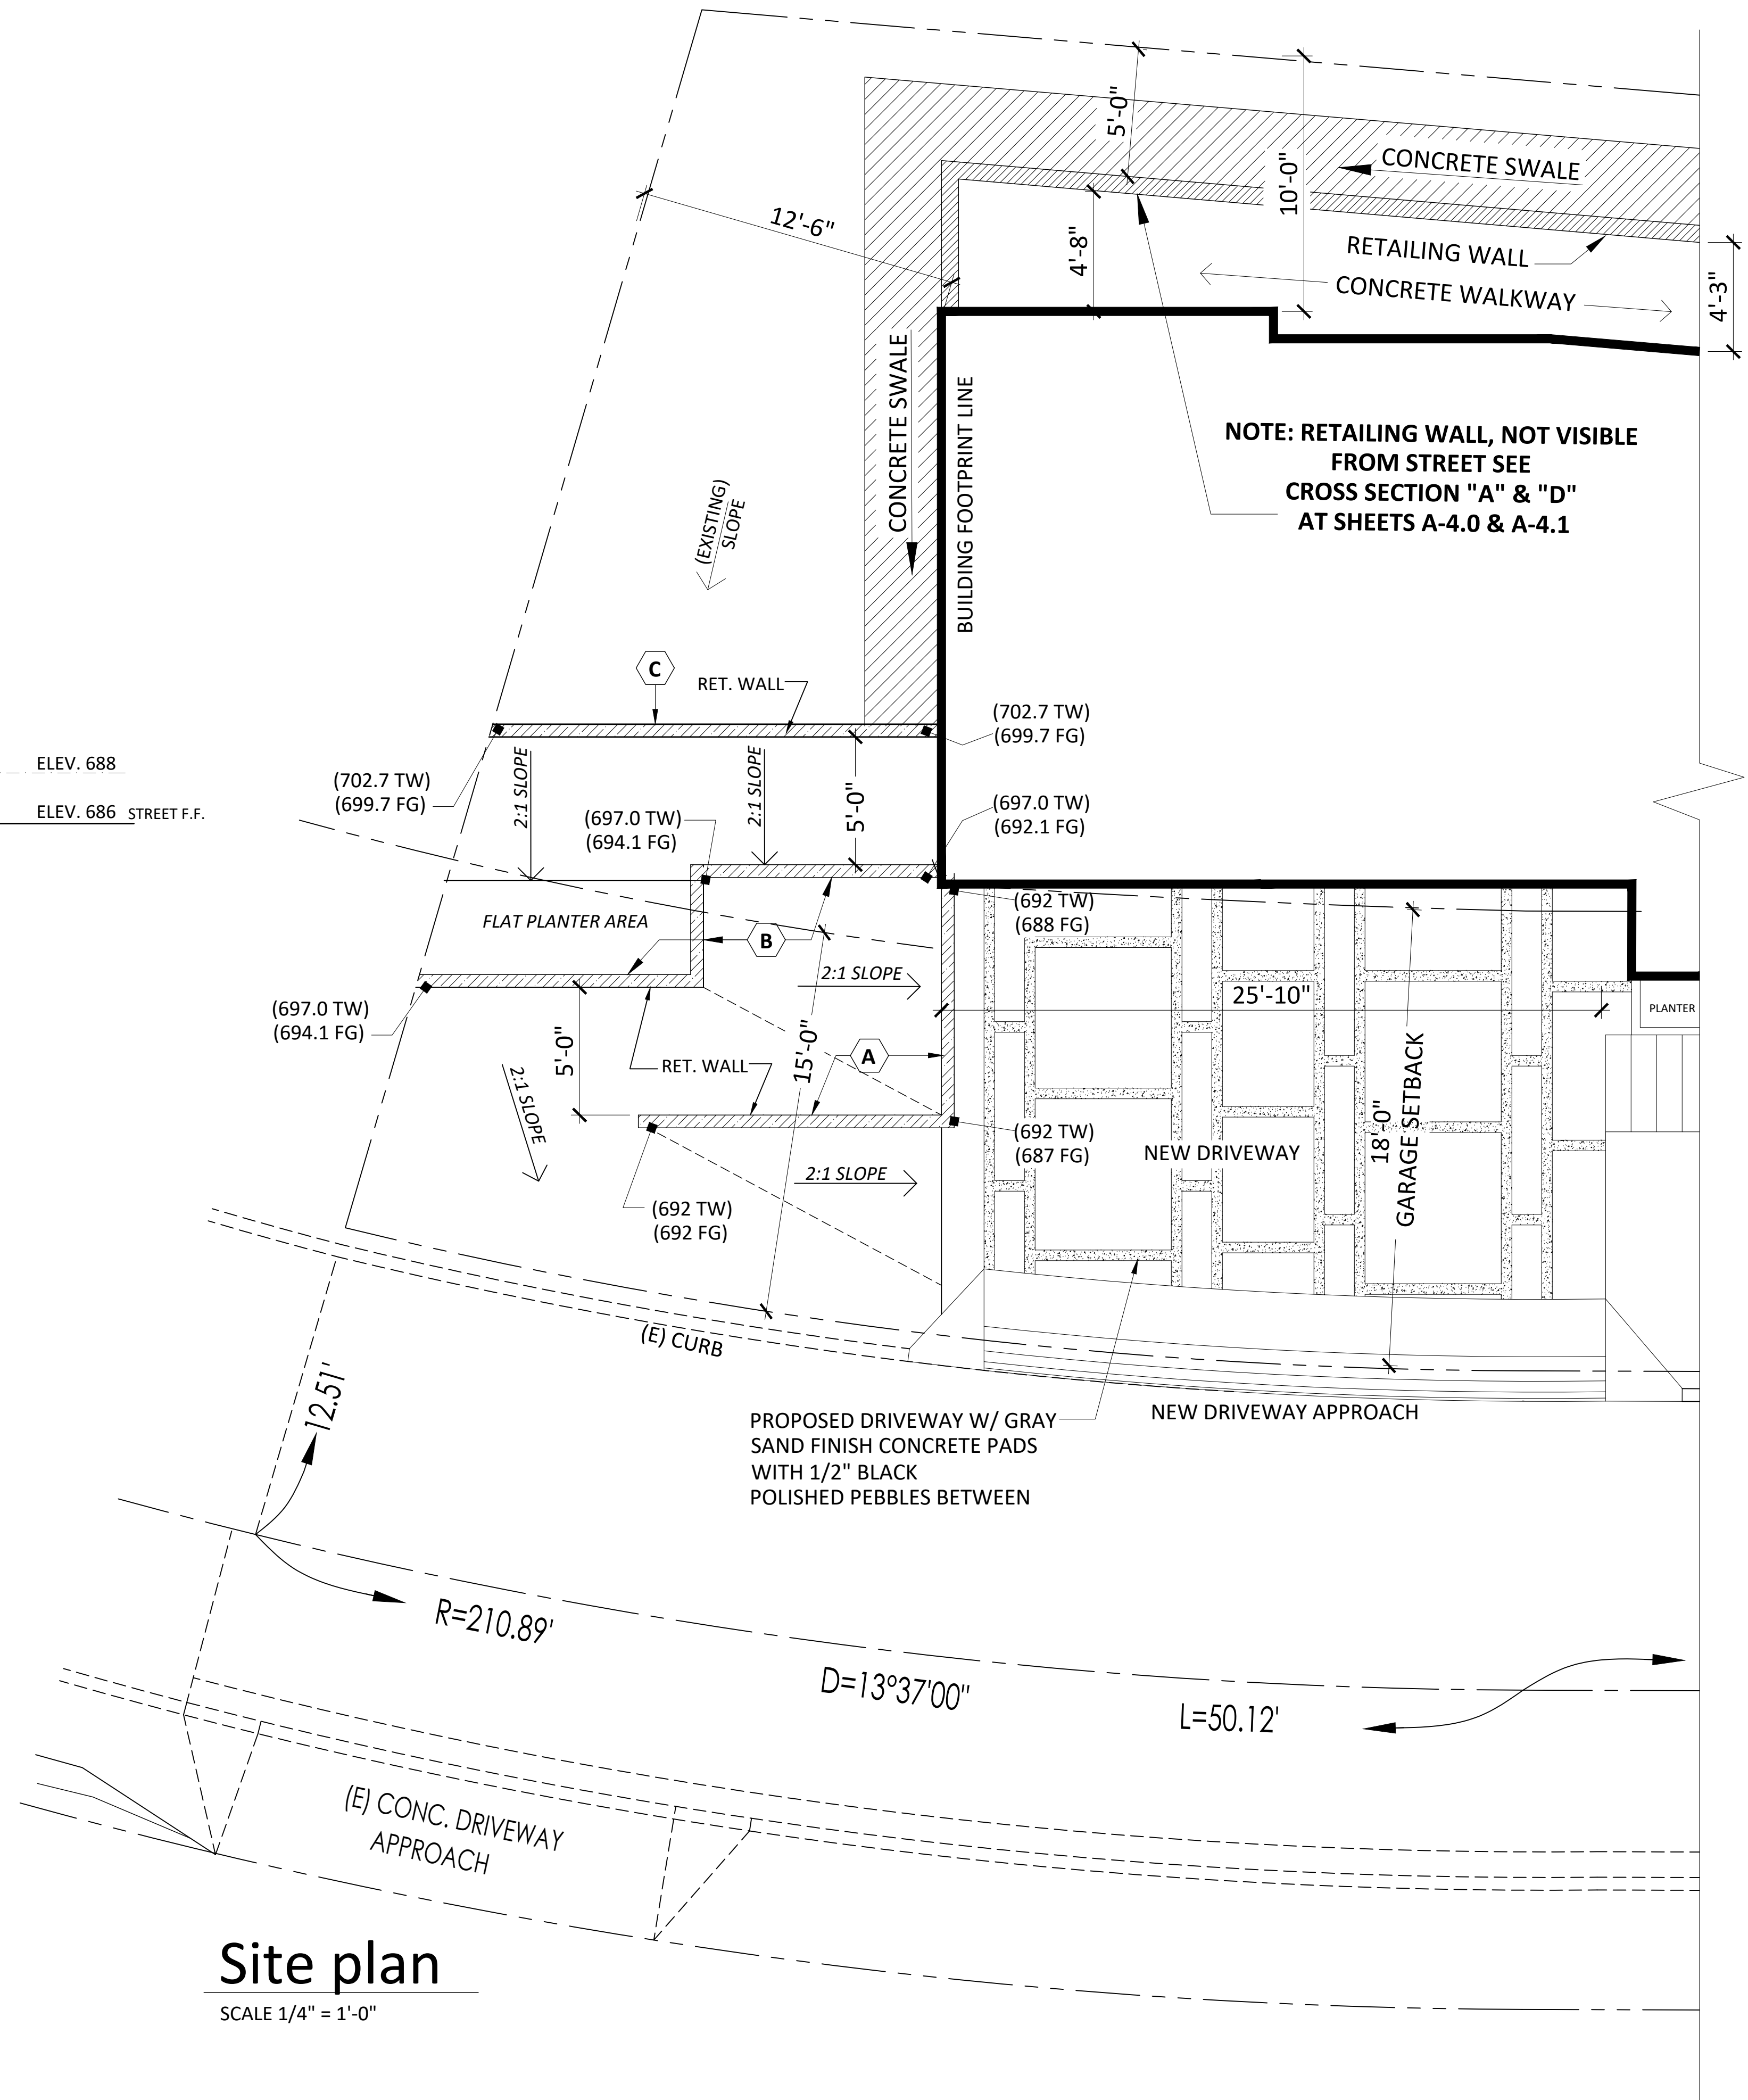 5'-0"
10'-0"
CONCRETE SWALE
12'-6"
4'-8"
RETAILING WALL
CONCRETE WALKWAY
4'-3"
CONCRETE SWALE
BUILDING FOOTPRINT LINE
NOTE: RETAILING WALL, NOT VISIBLE
FROM STREET SEE
CROSS SECTION "A" & "D"
AT SHEETS A-4.0 & A-4.1
(EXISTING)
SLOPE
C
RET. WALL
(702.7 TW)
(699.7 FG)
ELEV. 688
ELEV. 686 STREET F.F.
(702.7 TW)
(699.7 FG)
2:1 SLOPE
2:1 SLOPE
5'-0"
(697.0 TW)
(694.1 FG)
(697.0 TW)
(692.1 FG)
(692 TW)
(688 FG)
FLAT PLANTER AREA
B
2:1 SLOPE
25'-10"
PLANTER
(697.0 TW)
(694.1 FG)
5'-0"
RET. WALL
15'-0"
A
2:1 SLOPE
18'-0"
GARAGE SETBACK
(692 TW)
(687 FG)
NEW DRIVEWAY
2:1 SLOPE
(692 TW)
(692 FG)
(E) CURB
12.51'
PROPOSED DRIVEWAY W/ GRAY
SAND FINISH CONCRETE PADS
WITH 1/2" BLACK
POLISHED PEBBLES BETWEEN
NEW DRIVEWAY APPROACH
R=210.89'
D=13°37'00"
L=50.12'
(E) CONC. DRIVEWAY
APPROACH
Site plan
SCALE 1/4" = 1'-0"